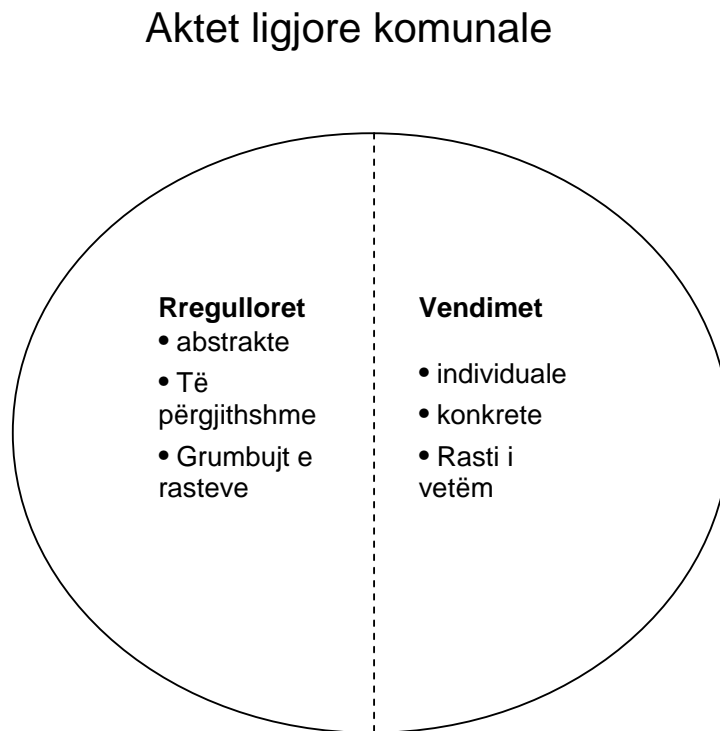 Aktet ligjore komunale
Rregulloret
• abstrakte
• Të
përgjithshme
• Grumbujt e
rasteve
Vendimet
• individuale
• konkrete
• Rasti i
vetëm